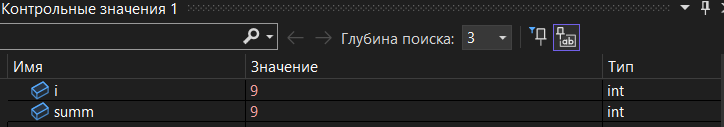 Контрольные значения 1
Глубина поиска: 3
Имя Значение Тип
i 9 int
summ 9 int